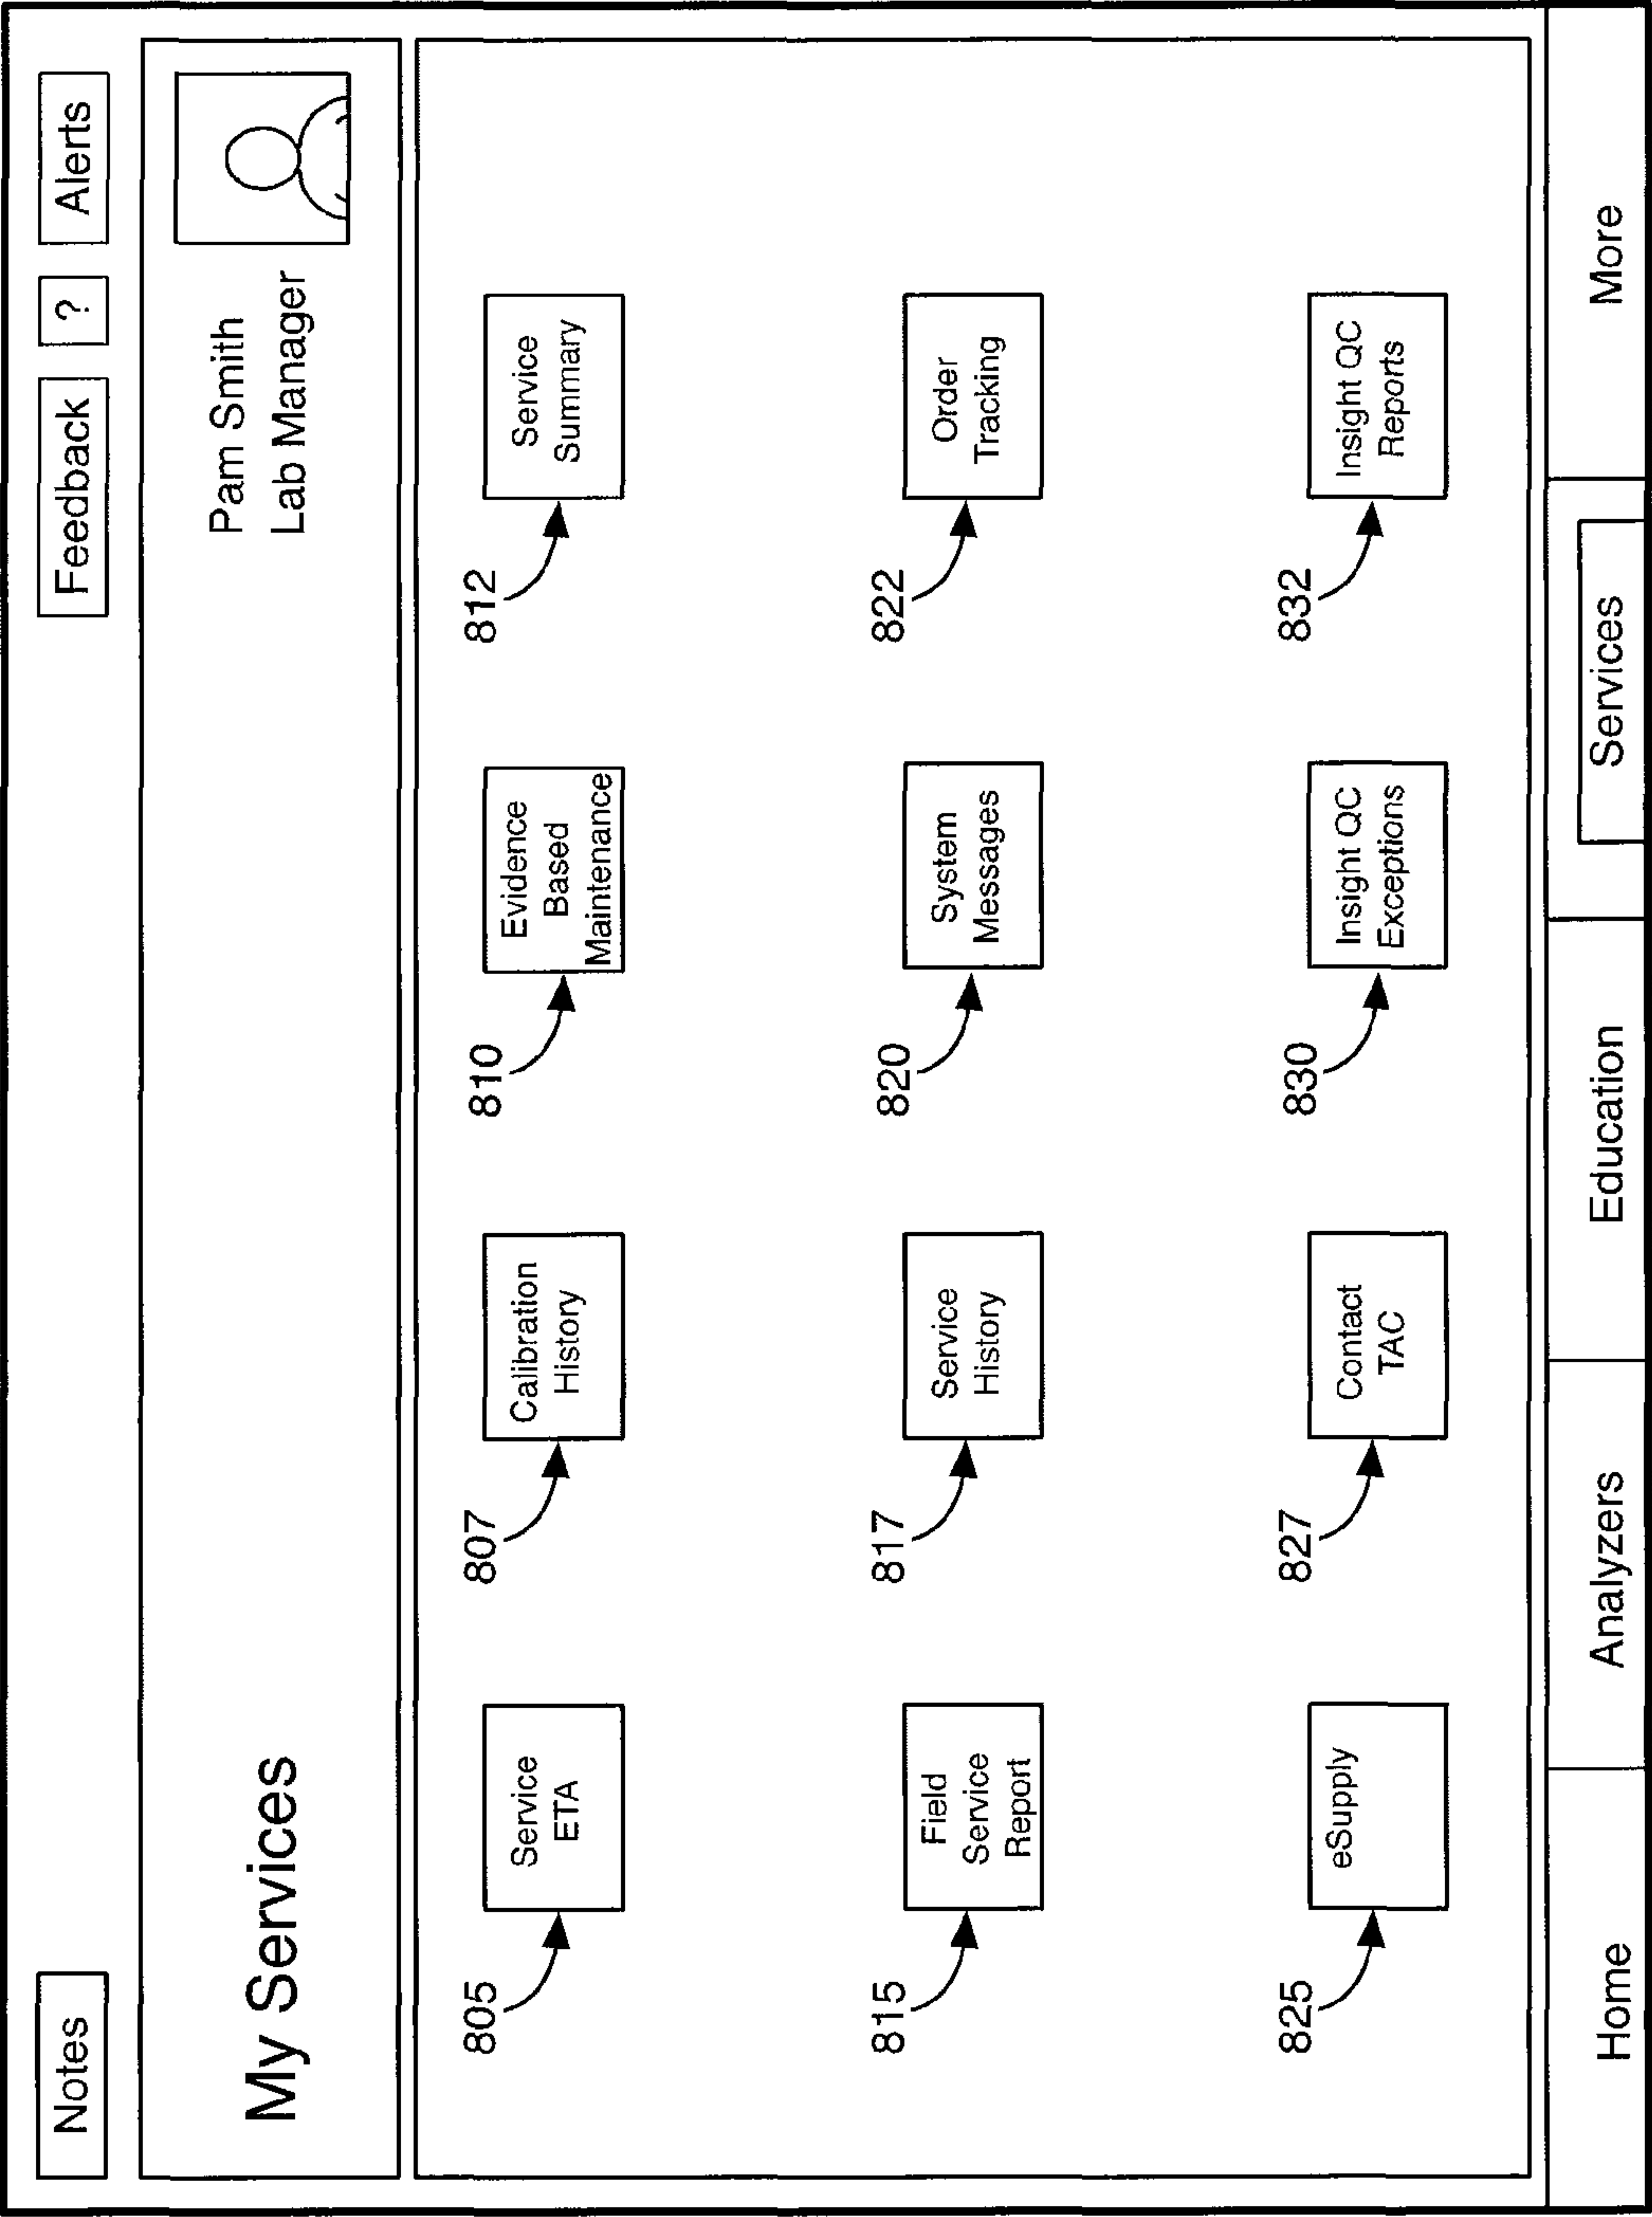 Notes
Feedback
?
Alerts
My Services
Pam Smith
Lab Manager
805
Service
ETA
807
Calibration
History
810
Evidence
Based
Maintenance
812
Service
Summary
815
Field
Service
Report
817
Service
History
820
System
Messages
822
Order
Tracking
825
eSupply
827
Contact
TAC
830
Insight QC
Exceptions
832
Insight QC
Reports
Home
Analyzers
Education
Services
More